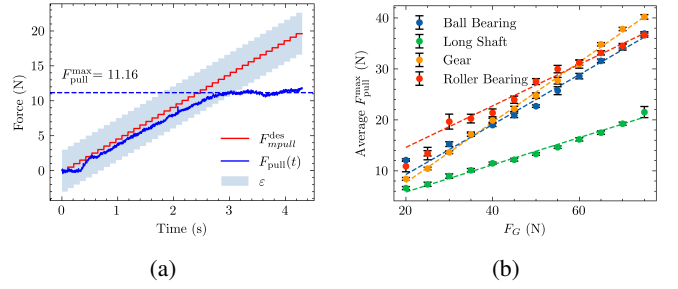 20
15
10
5
0
Force (N)
F_pull^max = 11.16
F_mpull^des
F_pull(t)
ε
0 1 2 3 4
Time (s)
(a)
40
30
20
10
Average F_pull^max (N)
Ball Bearing
Long Shaft
Gear
Roller Bearing
20 40 60
F_G (N)
(b)